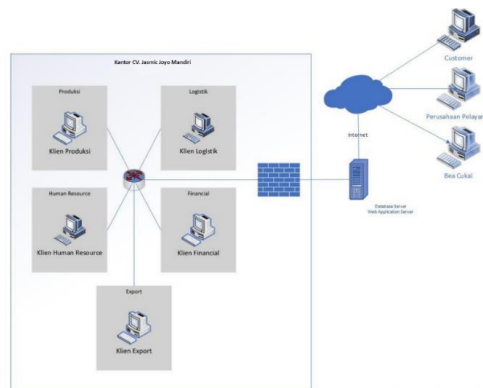 Kantor CV. Jasmic Joyo Mandiri
Produksi
Klien Produksi
Logistik
Klien Logistik
Human Resource
Klien Human Resource
Financial
Klien Financial
Export
Klien Export
Internet
Database Server
Web Application Server
Customer
Perusahaan Pelayar
Bea Cukai